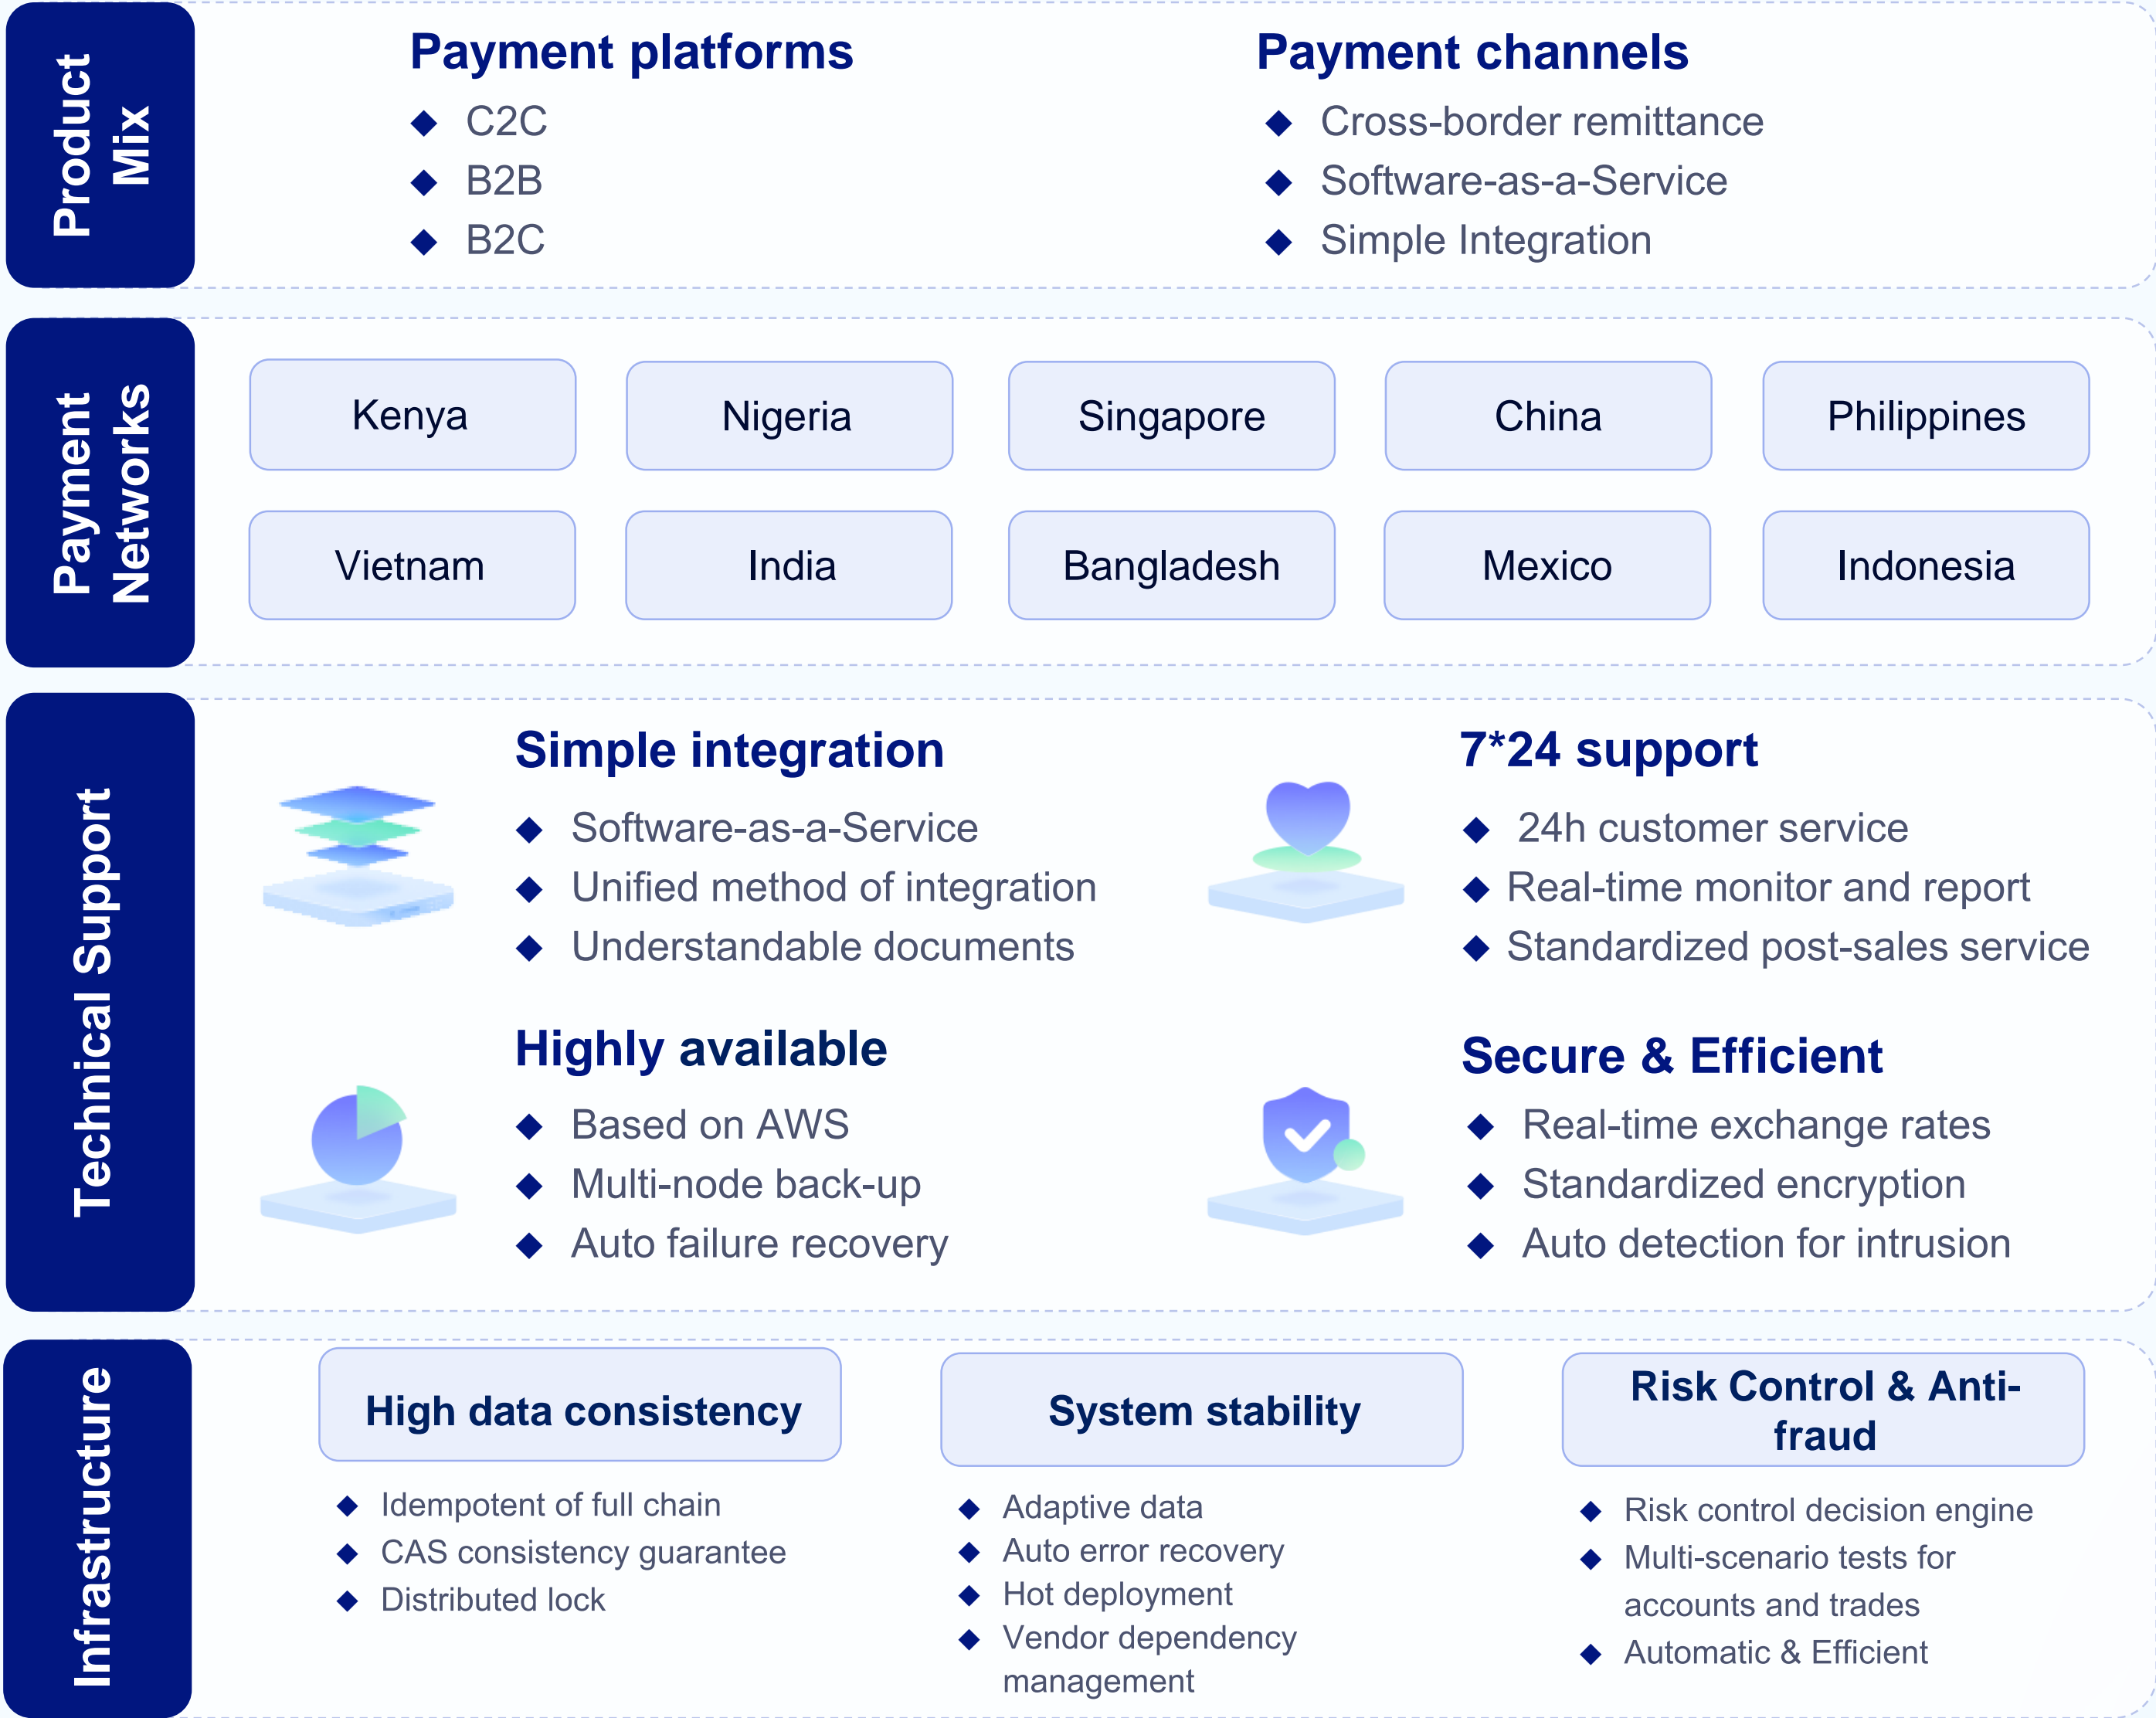 Product
Mix
Payment platforms
C2C
B2B
B2C
Payment channels
Cross-border remittance
Software-as-a-Service
Simple Integration
Payment
Networks
Kenya
Nigeria
Singapore
China
Philippines
Vietnam
India
Bangladesh
Mexico
Indonesia
Technical Support
Simple integration
Software-as-a-Service
Unified method of integration
Understandable documents
7*24 support
24h customer service
Real-time monitor and report
Standardized post-sales service
Highly available
Based on AWS
Multi-node back-up
Auto failure recovery
Secure & Efficient
Real-time exchange rates
Standardized encryption
Auto detection for intrusion
Infrastructure
High data consistency
Idempotent of full chain
CAS consistency guarantee
Distributed lock
System stability
Adaptive data
Auto error recovery
Hot deployment
Vendor dependency
management
Risk Control & Anti-
fraud
Risk control decision engine
Multi-scenario tests for
accounts and trades
Automatic & Efficient